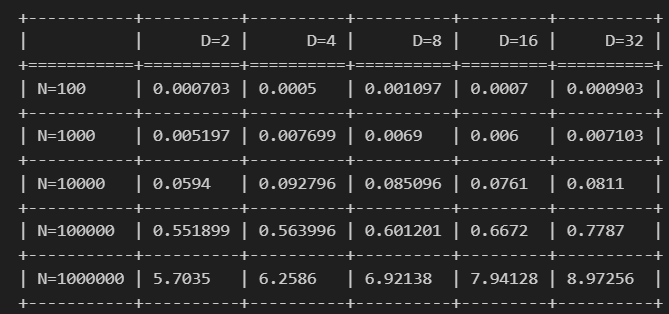 +-----------+----------+----------+----------+---------+----------+
|           |      D=2 |      D=4 |      D=8 |    D=16 |     D=32 |
+===========+==========+==========+==========+=========+==========+
| N=100     | 0.000703 | 0.0005   | 0.001097 | 0.0007  | 0.000903 |
+-----------+----------+----------+----------+---------+----------+
| N=1000    | 0.005197 | 0.007699 | 0.0069   | 0.006   | 0.007103 |
+-----------+----------+----------+----------+---------+----------+
| N=10000   | 0.0594   | 0.092796 | 0.085096 | 0.0761  | 0.0811   |
+-----------+----------+----------+----------+---------+----------+
| N=100000  | 0.551899 | 0.563996 | 0.601201 | 0.6672  | 0.7787   |
+-----------+----------+----------+----------+---------+----------+
| N=1000000 | 5.7035   | 6.2586   | 6.92138  | 7.94128 | 8.97256  |
+-----------+----------+----------+----------+---------+----------+